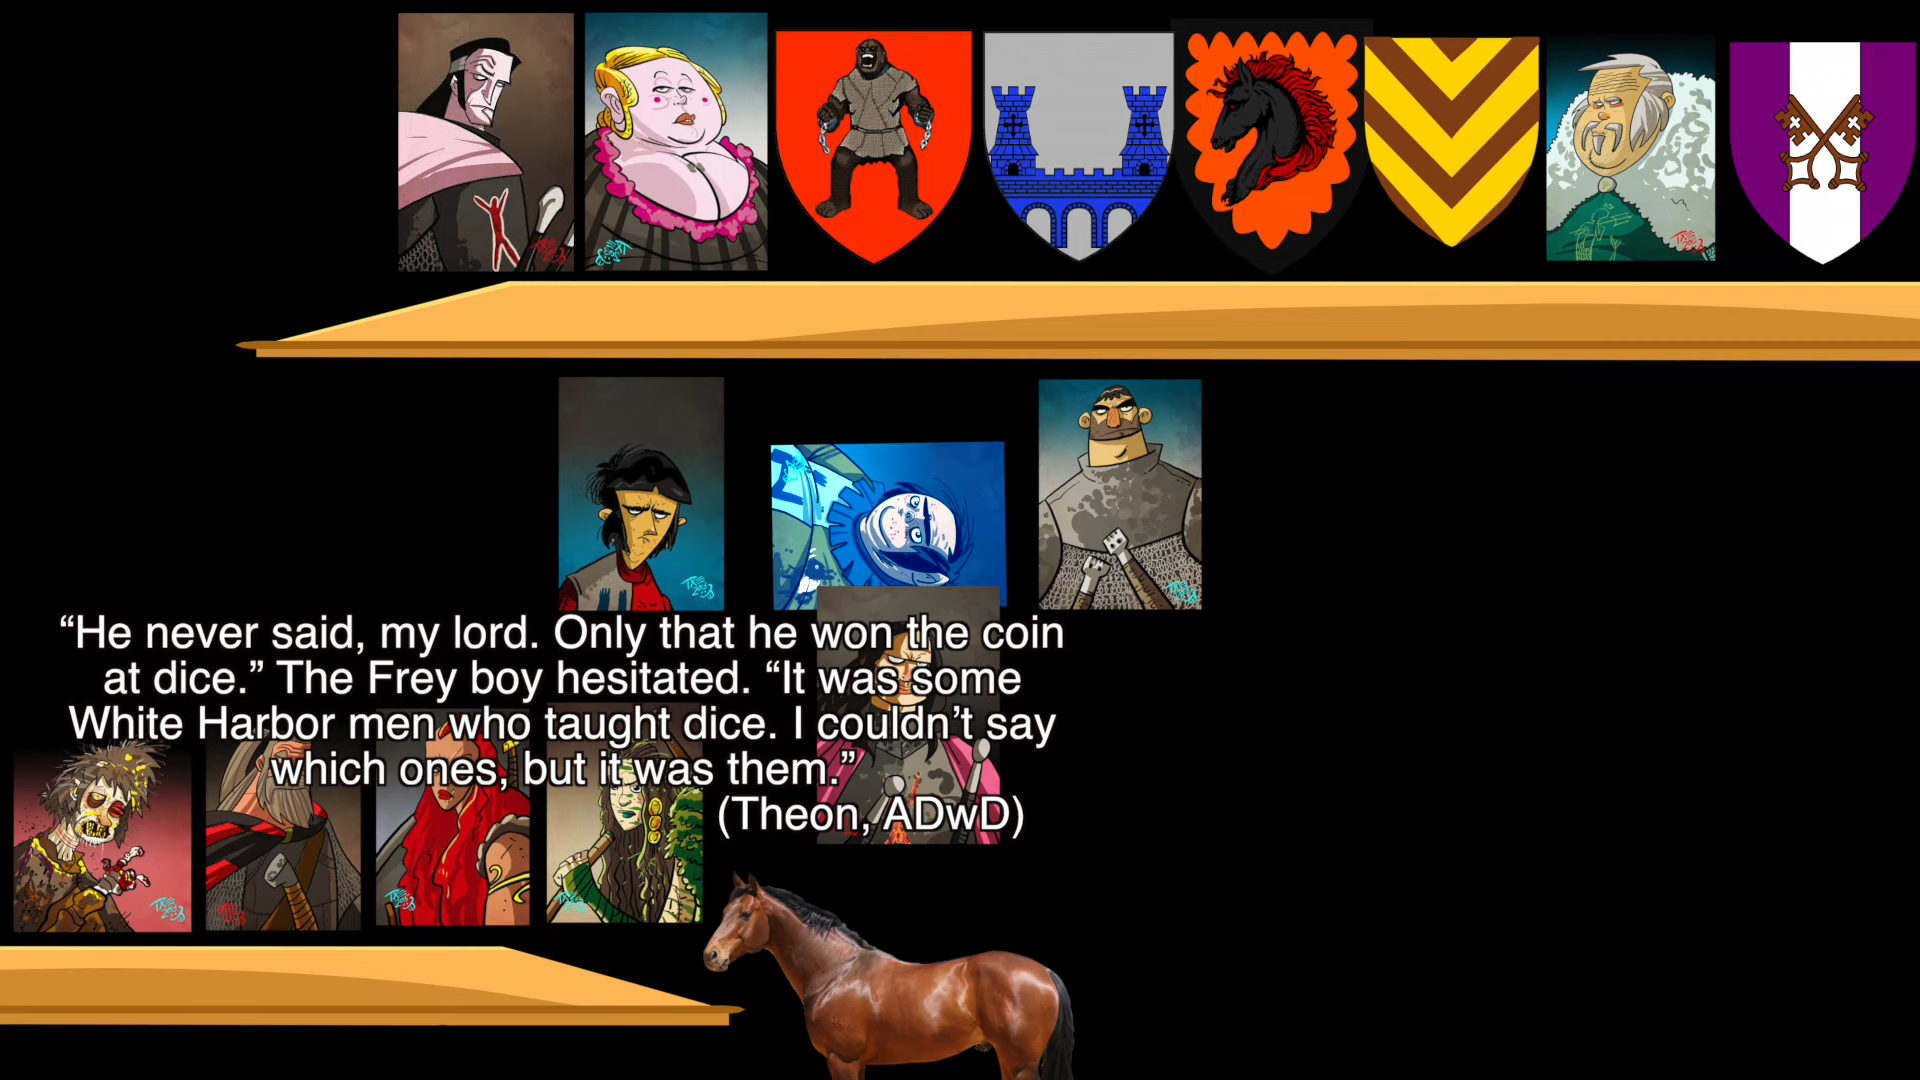 “He never said, my lord. Only that he won the coin
at dice.” The Frey boy hesitated. “It was some
White Harbor men who taught dice. I couldn’t say
which ones, but it was them.”
(Theon, ADwD)